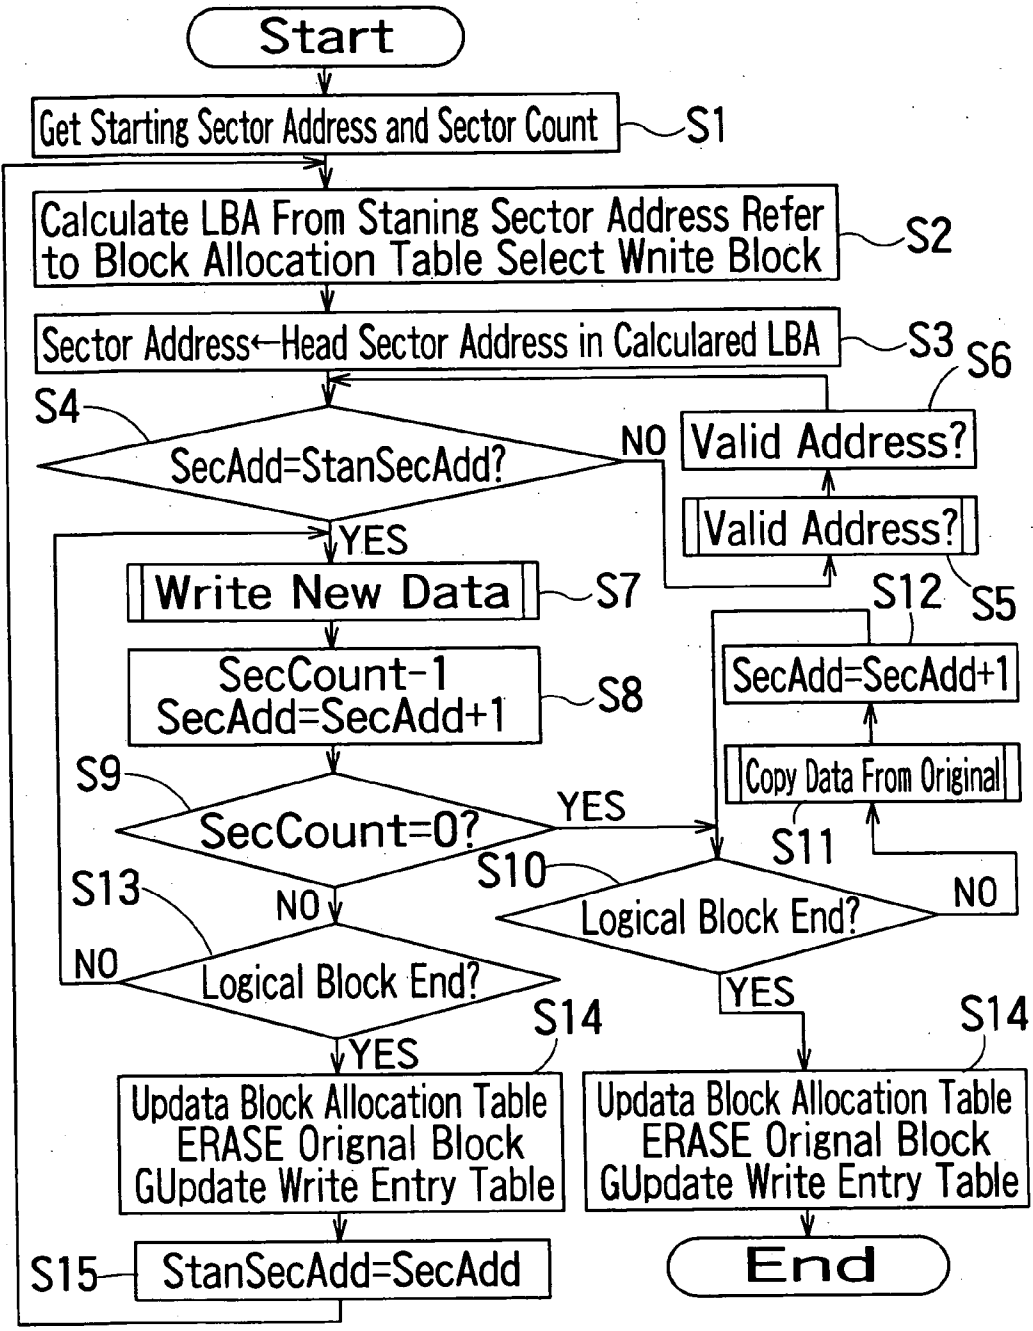 Start
Get Starting Sector Address and Sector Count
S1
Calculate LBA From Staning Sector Address Refer
to Block Allocation Table Select Wnite Block
S2
Sector Address←Head Sector Address in Calculared LBA
S3
S6
S4
Valid Address?
SecAdd=StanSecAdd?
NO
Valid Address?
YES
S5
Write New Data
S7
S12
SecCount-1
SecAdd=SecAdd+1
S8
SecAdd=SecAdd+1
S9
Copy Data From Original
SecCount=0?
YES
S11
S10
S13
NO
NO
Logical Block End?
NO
Logical Block End?
YES
S14
S14
YES
Updata Block Allocation Table
ERASE Orignal Block
GUpdate Write Entry Table
Updata Block Allocation Table
ERASE Orignal Block
GUpdate Write Entry Table
S15
StanSecAdd=SecAdd
End